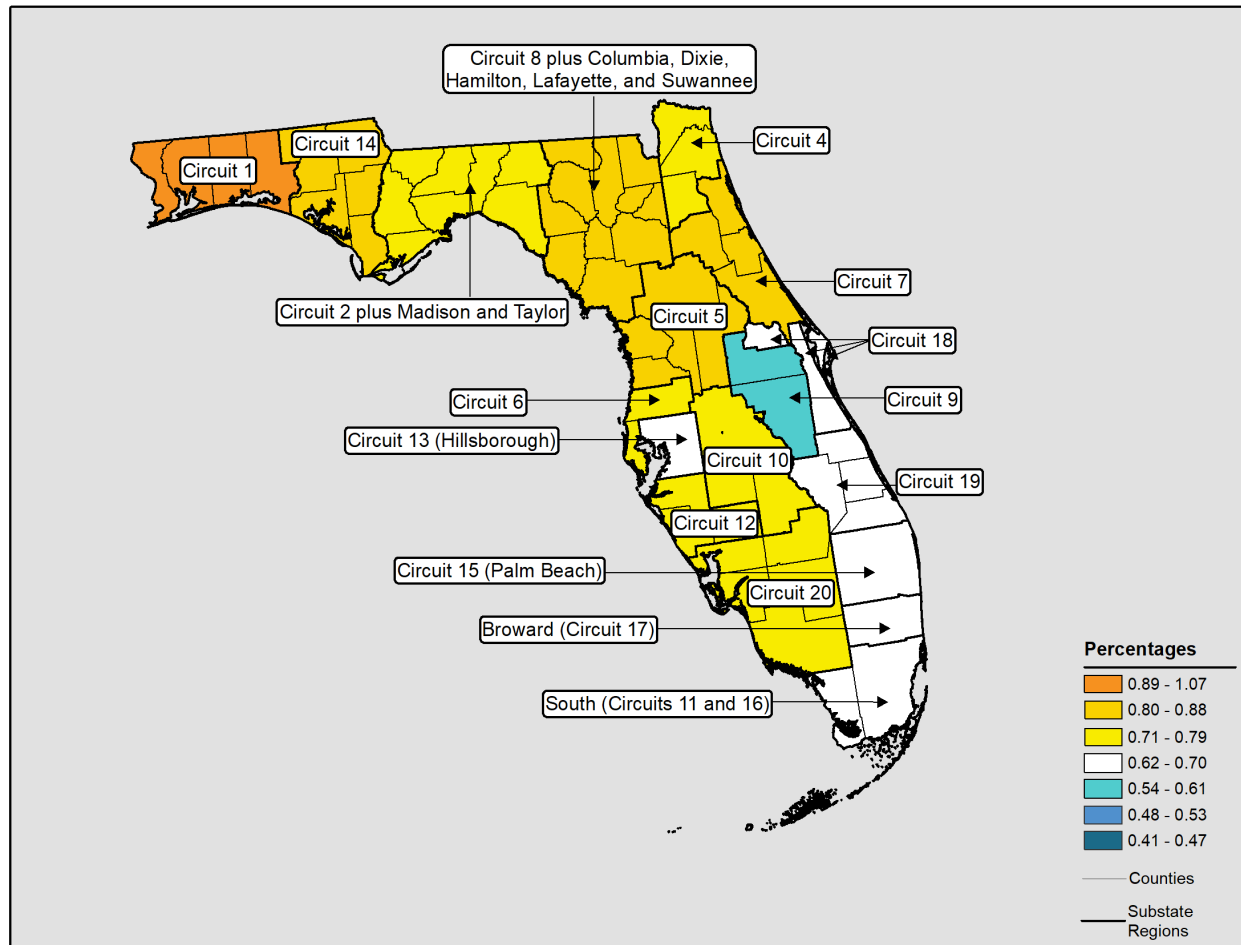 Circuit 8 plus Columbia, Dixie,
Hamilton, Lafayette, and Suwannee
Circuit 4
Circuit 14
Circuit 1
Circuit 7
Circuit 2 plus Madison and Taylor
Circuit 5
Circuit 18
Circuit 6
Circuit 9
Circuit 13 (Hillsborough)
Circuit 10
Circuit 19
Circuit 12
Circuit 15 (Palm Beach)
Circuit 20
Broward (Circuit 17)
South (Circuits 11 and 16)
Percentages
0.89 - 1.07
0.80 - 0.88
0.71 - 0.79
0.62 - 0.70
0.54 - 0.61
0.48 - 0.53
0.41 - 0.47
Counties
Substate
Regions